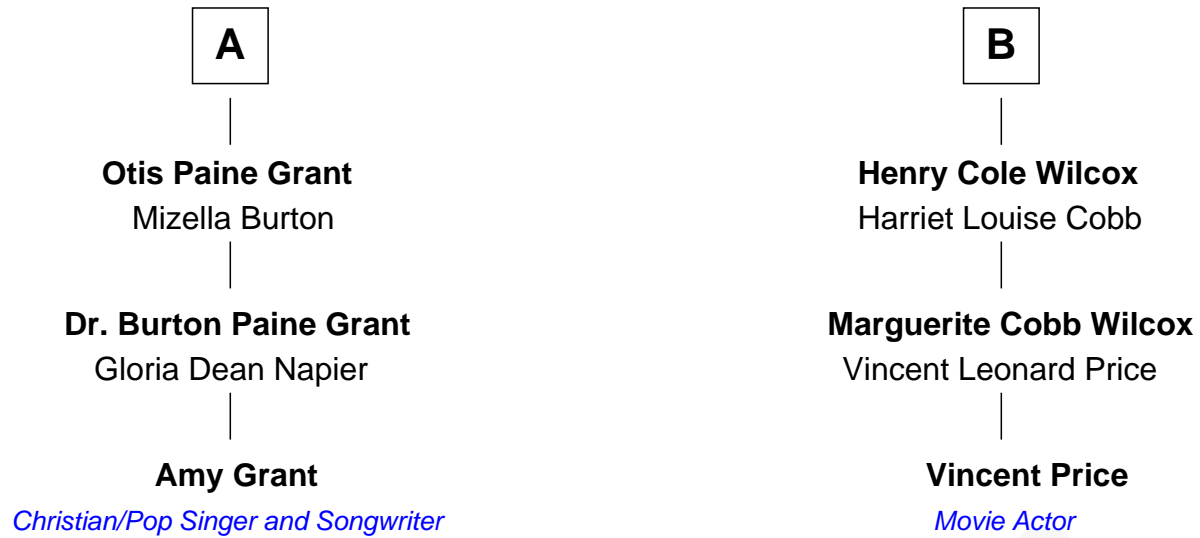 A
Otis Paine Grant
Mizella Burton
Dr. Burton Paine Grant
Gloria Dean Napier
Amy Grant
Christian/Pop Singer and Songwriter
B
Henry Cole Wilcox
Harriet Louise Cobb
Marguerite Cobb Wilcox
Vincent Leonard Price
Vincent Price
Movie Actor